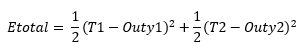 Etotal = 1/2 (T1 − Outy1)² + 1/2 (T2 − Outy2)²